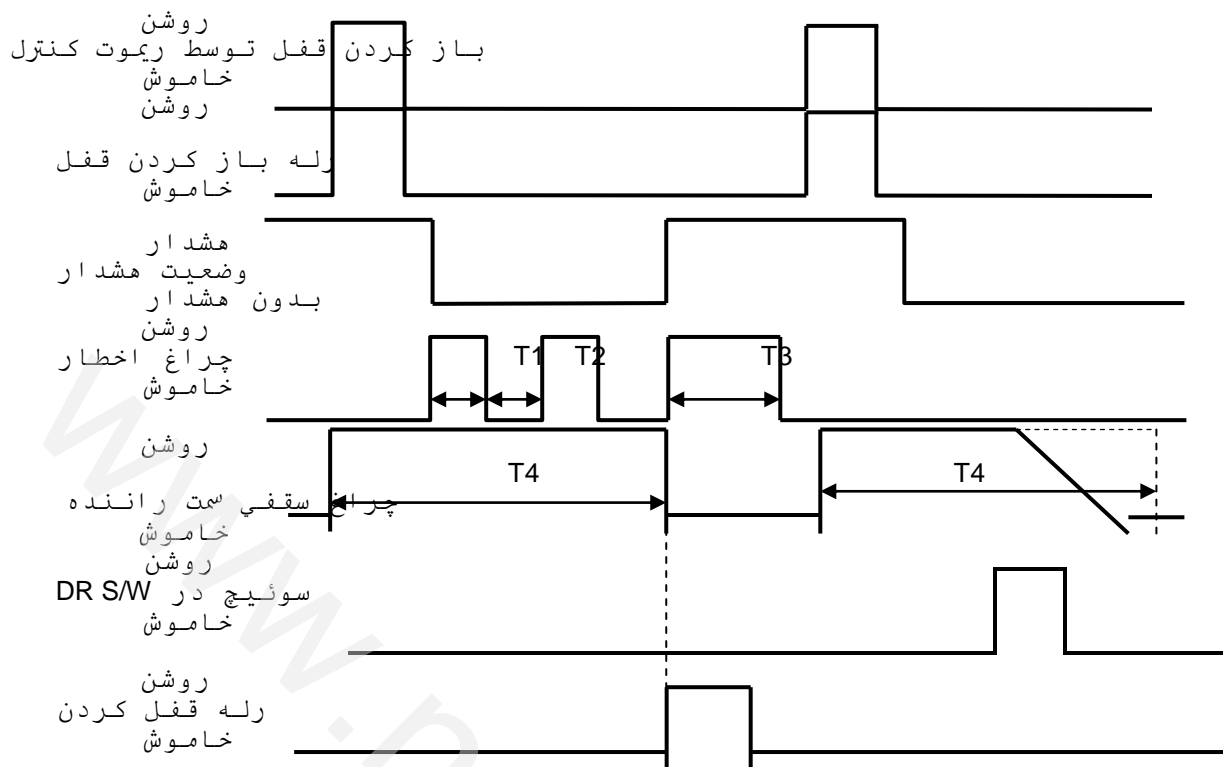 روشن
باز کردن قفل توسط ریموت کنترل
خاموش
روشن
رله باز کردن قفل
خاموش
هشدار
وضعیت هشدار
بدون هشدار
روشن
چراغ اخطار
خاموش
T1 T2 T3
روشن
T4 T4
چراغ سقفي سمت راننده
خاموش
روشن
سوئیچ در DR S/W
خاموش
روشن
رله قفل کردن
خاموش